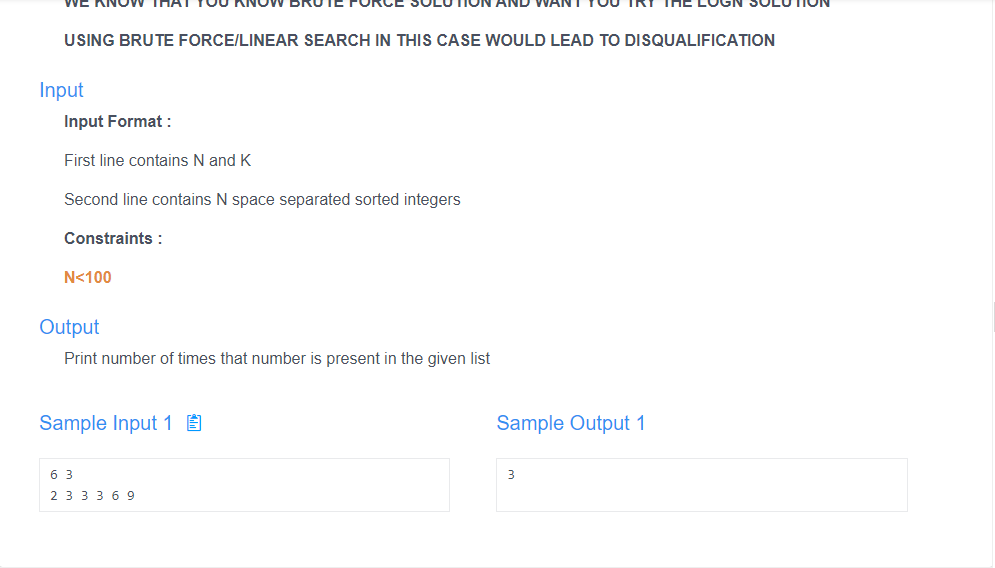 WE KNOW THAT YOU KNOW BRUTE FORCE SOLUTION AND WANT YOU TRY THE LOGN SOLUTION
USING BRUTE FORCE/LINEAR SEARCH IN THIS CASE WOULD LEAD TO DISQUALIFICATION
Input
Input Format :
First line contains N and K
Second line contains N space separated sorted integers
Constraints :
N<100
Output
Print number of times that number is present in the given list
Sample Input 1
6 3
2 3 3 3 6 9
Sample Output 1
3